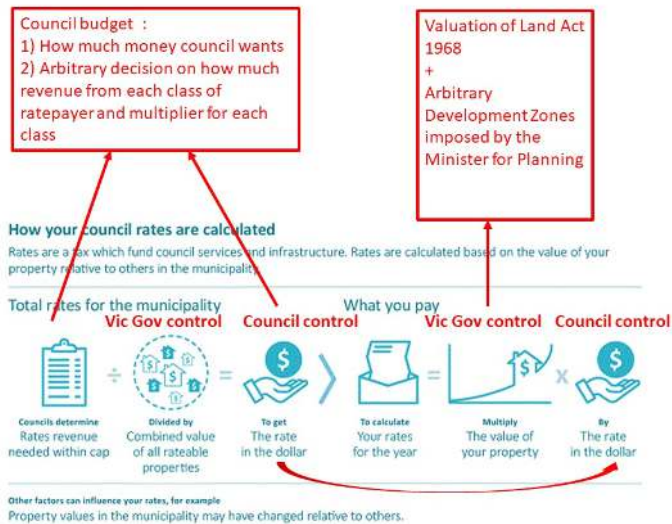 Council budget :
1) How much money council wants
2) Arbitrary decision on how much
revenue from each class of
ratepayer and multiplier for each
class
Valuation of Land Act
1968
+
Arbitrary
Development Zones
imposed by the
Minister for Planning
How your council rates are calculated
Rates are a tax which fund council services and infrastructure. Rates are calculated based on the value of your
property relative to others in the municipality.
Total rates for the municipality
What you pay
Vic Gov control
Council control
Vic Gov control
Council control
÷
=
=
x
$
$
$
$
$
$
$
Councils determine
Rates revenue
needed within cap
Divided by
Combined value
of all rateable
properties
To get
The rate
in the dollar
To calculate
Your rates
for the year
Multiply
The value of
your property
By
The rate
in the dollar
Other factors can influence your rates, for example
Property values in the municipality may have changed relative to others.